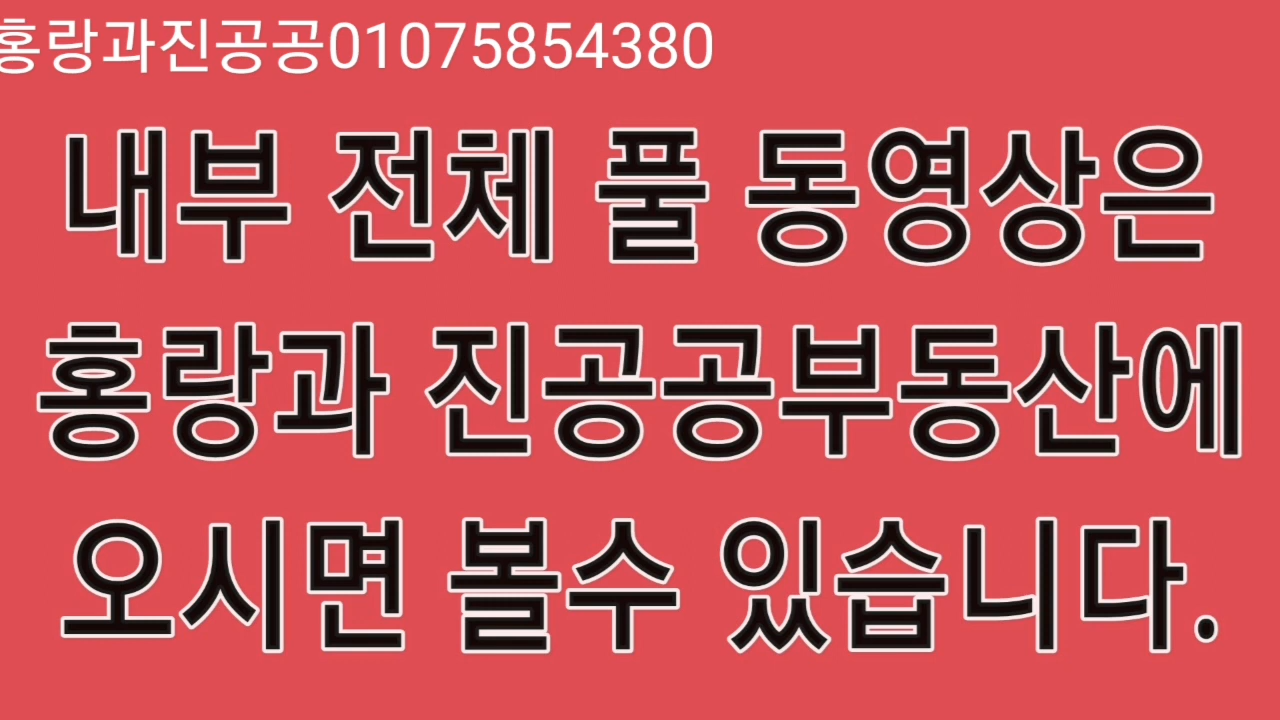 홍랑과진공공01075854380
내부 전체 풀 동영상은
홍랑과 진공공부동산에
오시면 볼수 있습니다.